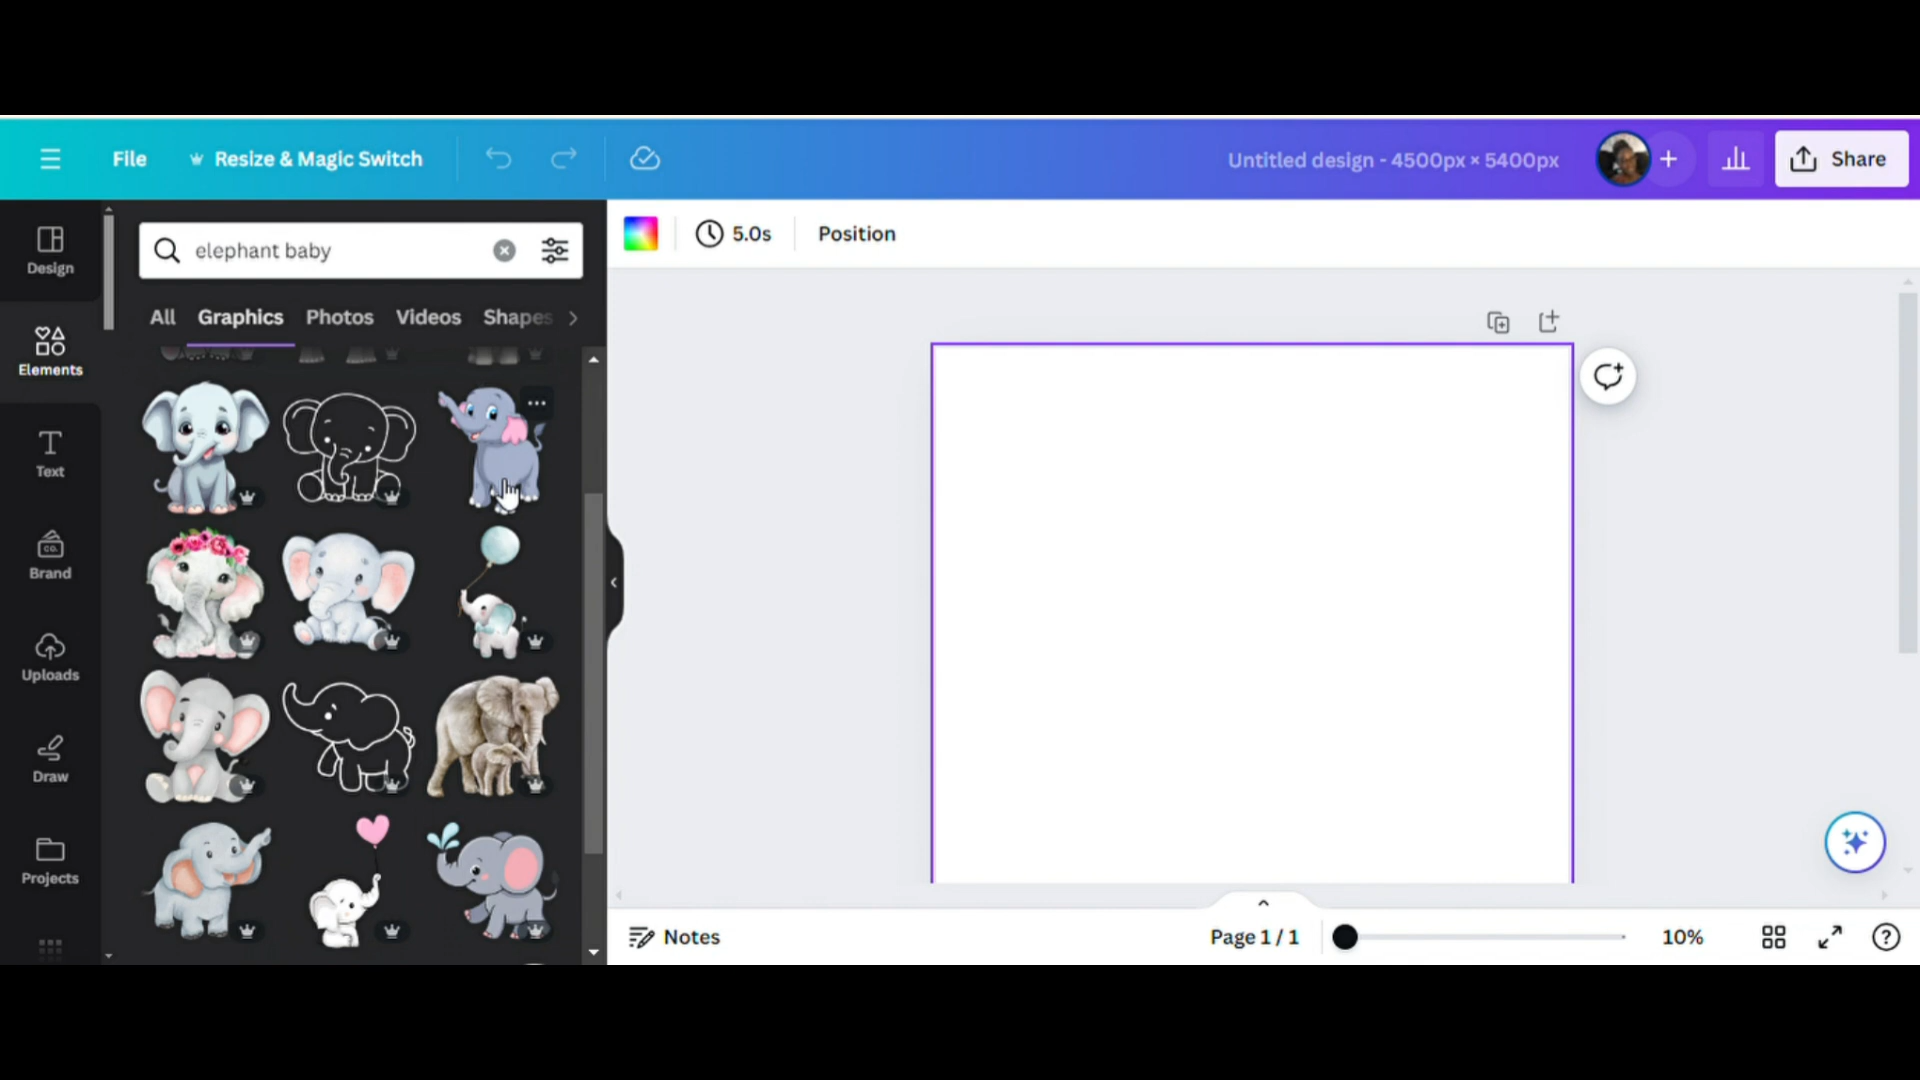 File
Resize & Magic Switch
Untitled design - 4500px × 5400px
Share
Design
Elements
Text
CO.
Brand
Uploads
Draw
Projects
elephant baby
All Graphics Photos Videos Shapes
5.0s
Position
Notes
Page 1 / 1
10%